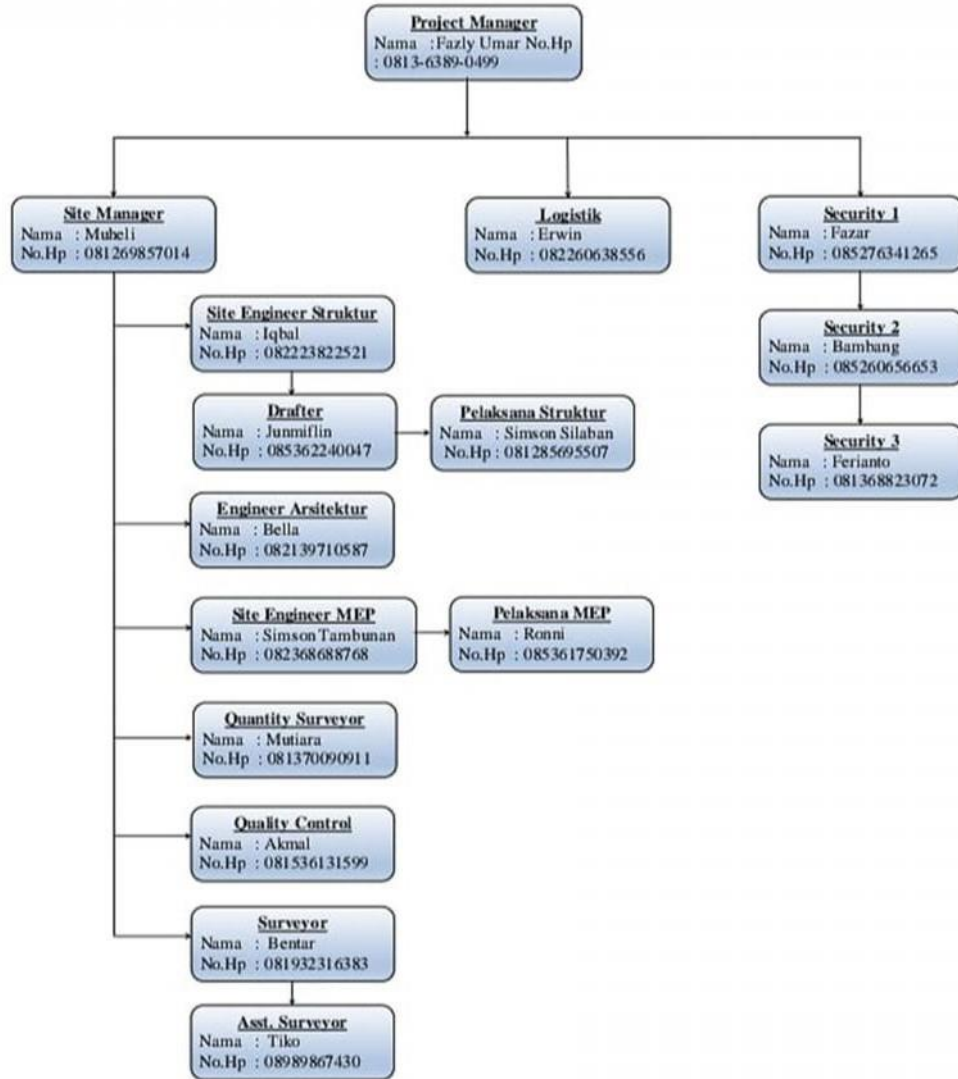 Project Manager
Nama : Fazly Umar No.Hp
: 0813-6389-0499
Site Manager
Nama : Muheli
No.Hp : 081269857014
Logistik
Nama : Erwin
No.Hp : 082260638556
Security 1
Nama : Fazar
No.Hp : 085276341265
Site Engineer Struktur
Nama : Iqbal
No.Hp : 082223822521
Security 2
Nama : Bambang
No.Hp : 085260656653
Drafter
Nama : Junmiflin
No.Hp : 085362240047
Pelaksana Struktur
Nama : Simson Silaban
No.Hp : 081285695507
Security 3
Nama : Ferianto
No.Hp : 081368823072
Engineer Arsitektur
Nama : Bella
No.Hp : 082139710587
Site Engineer MEP
Nama : Simson Tambunan
No.Hp : 082368688768
Pelaksana MEP
Nama : Ronni
No.Hp : 085361750392
Quantity Surveyor
Nama : Mutiara
No.Hp : 081370090911
Quality Control
Nama : Akmal
No.Hp : 081536131599
Surveyor
Nama : Bentar
No.Hp : 081932316383
Asst. Surveyor
Nama : Tiko
No.Hp : 08989867430